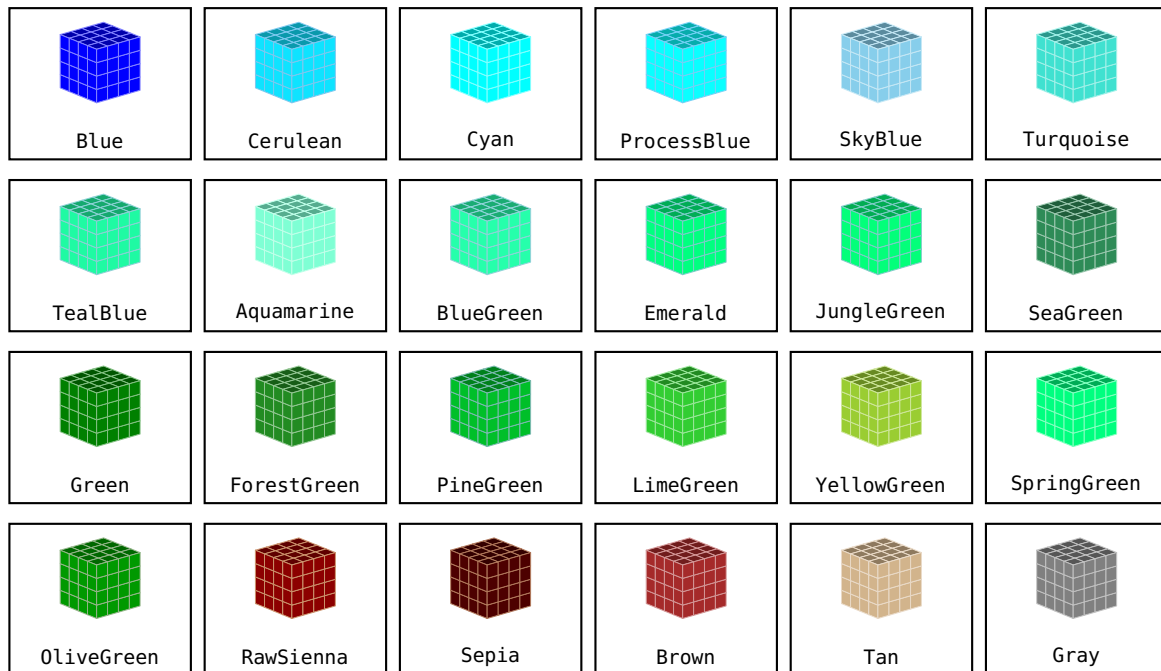 Blue
Cerulean
Cyan
ProcessBlue
SkyBlue
Turquoise
TealBlue
Aquamarine
BlueGreen
Emerald
JungleGreen
SeaGreen
Green
ForestGreen
PineGreen
LimeGreen
YellowGreen
SpringGreen
OliveGreen
RawSienna
Sepia
Brown
Tan
Gray